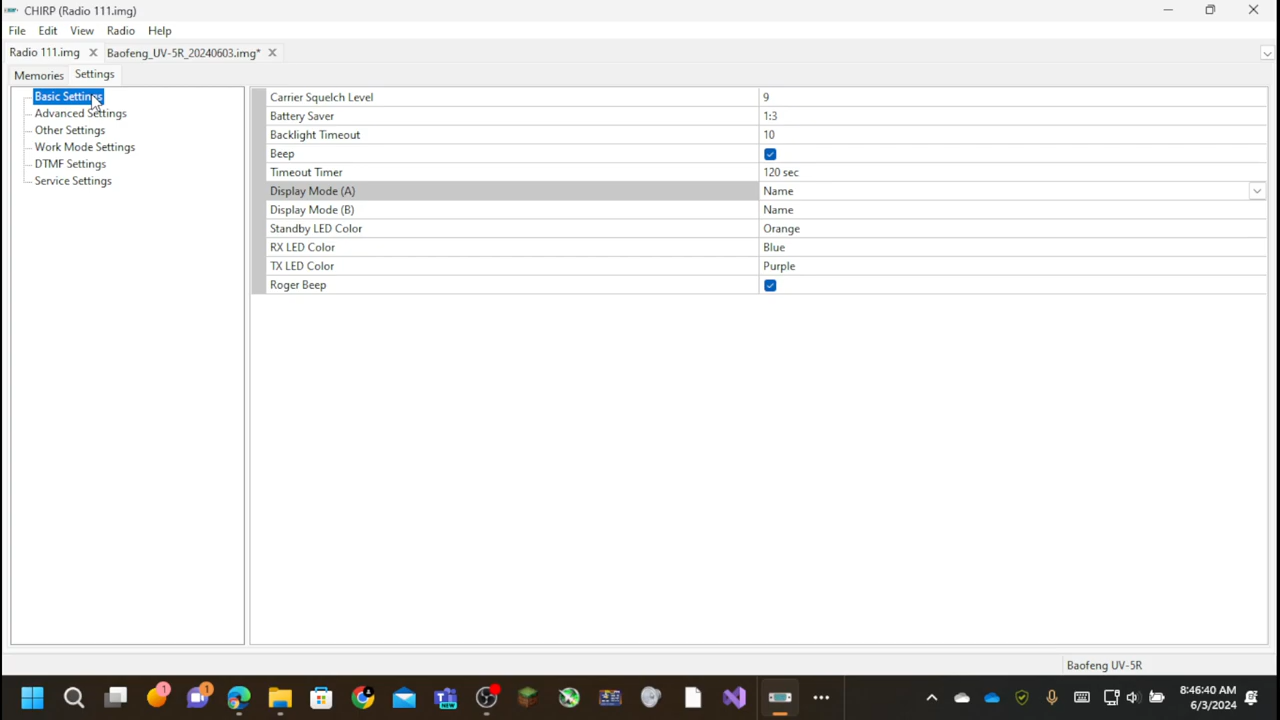 CHIRP (Radio 111.img)
File Edit View Radio Help
Radio 111.img Baofeng_UV-5R_20240603.img*
Memories Settings
Basic Settings
Advanced Settings
Other Settings
Work Mode Settings
DTMF Settings
Service Settings
Carrier Squelch Level 9
Battery Saver 1:3
Backlight Timeout 10
Beep
Timeout Timer 120 sec
Display Mode (A) Name
Display Mode (B) Name
Standby LED Color Orange
RX LED Color Blue
TX LED Color Purple
Roger Beep
Baofeng UV-5R
1
1
NEW
8:46:40 AM
6/3/2024